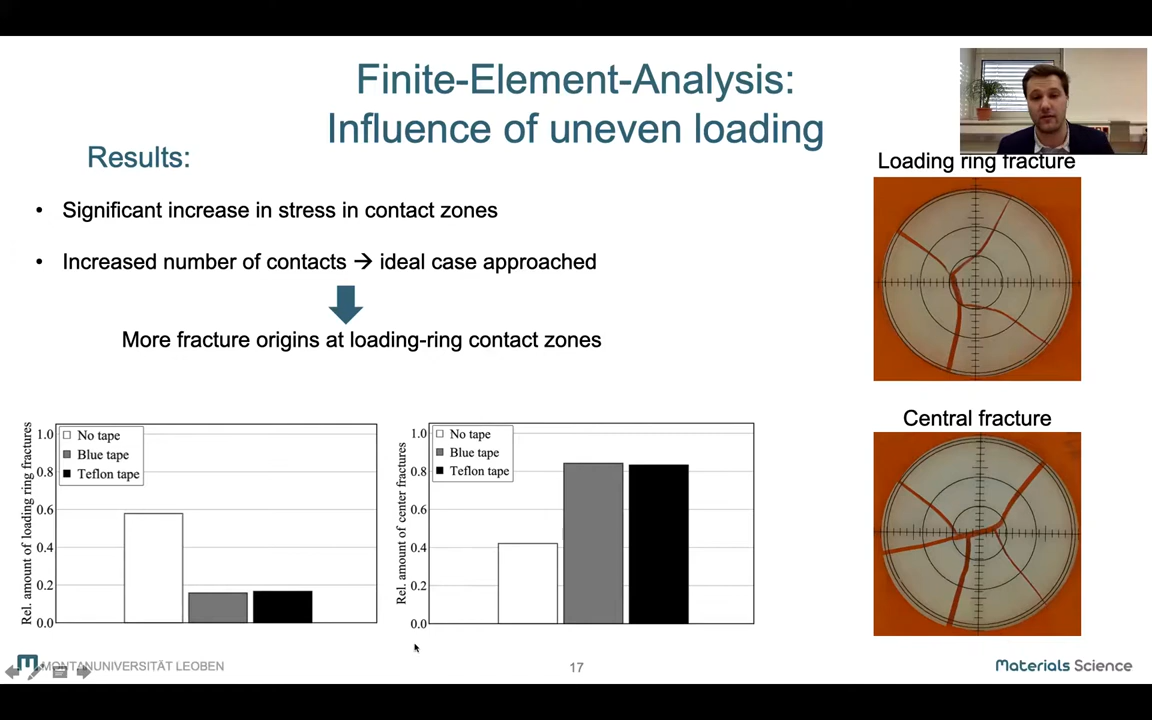 Finite-Element-Analysis:
Influence of uneven loading
Results:
• Significant increase in stress in contact zones
• Increased number of contacts → ideal case approached
More fracture origins at loading-ring contact zones
Loading ring fracture
Central fracture
Rel. amount of loading ring fractures
1.0
0.8
0.6
0.4
0.2
0.0
No tape
Blue tape
Teflon tape
Rel. amount of center fractures
1.0
0.8
0.6
0.4
0.2
0.0
No tape
Blue tape
Teflon tape
MONTANUNIVERSITÄT LEOBEN
17
Materials Science